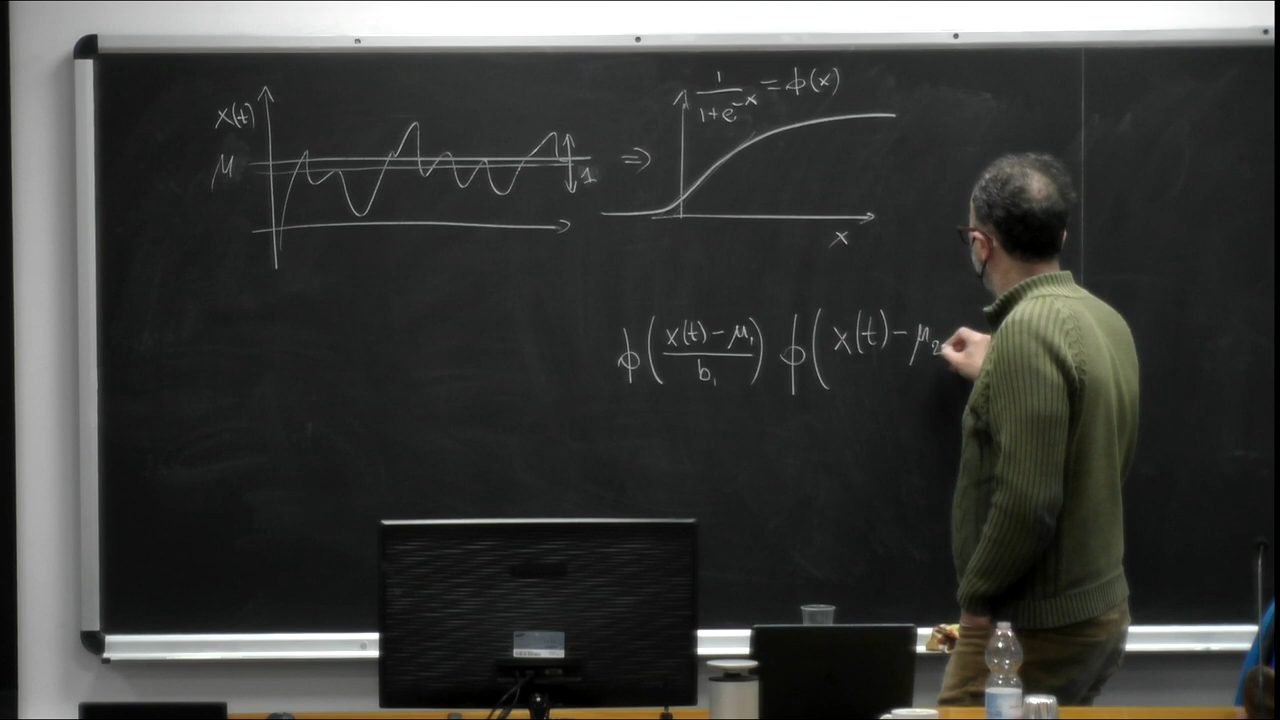 x(t)
μ
1
⇒
1/(1+e^-x) = ϕ(x)
x
ϕ((x(t) - μ₁)/b₁) ϕ(x(t) - μ₂